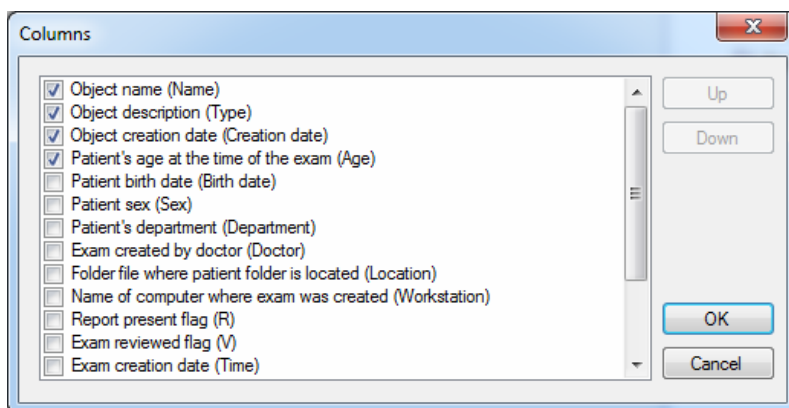 Columns
Object name (Name)
Object description (Type)
Object creation date (Creation date)
Patient's age at the time of the exam (Age)
Patient birth date (Birth date)
Patient sex (Sex)
Patient's department (Department)
Exam created by doctor (Doctor)
Folder file where patient folder is located (Location)
Name of computer where exam was created (Workstation)
Report present flag (R)
Exam reviewed flag (V)
Exam creation date (Time)
Up
Down
OK
Cancel